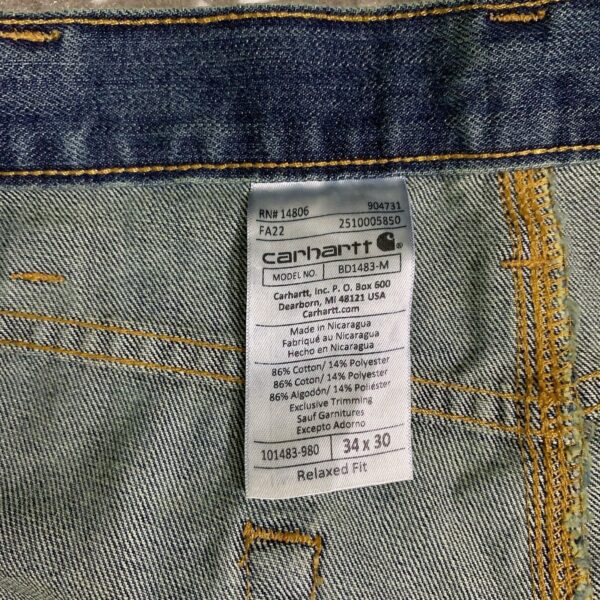 RN# 14806 904731
FA22 2510005850
carhartt
MODEL NO. BD1483-M
Carhartt, Inc. P. O. Box 600
Dearborn, MI 48121 USA
Carhartt.com
Made in Nicaragua
Fabriqué au Nicaragua
Hecho en Nicaragua
86% Cotton/ 14% Polyester
86% Coton/ 14% Polyester
86% Algodón/ 14% Poliéster
Exclusive Trimming
Sauf Garnitures
Excepto Adorno
101483-980 34 x 30
Relaxed Fit